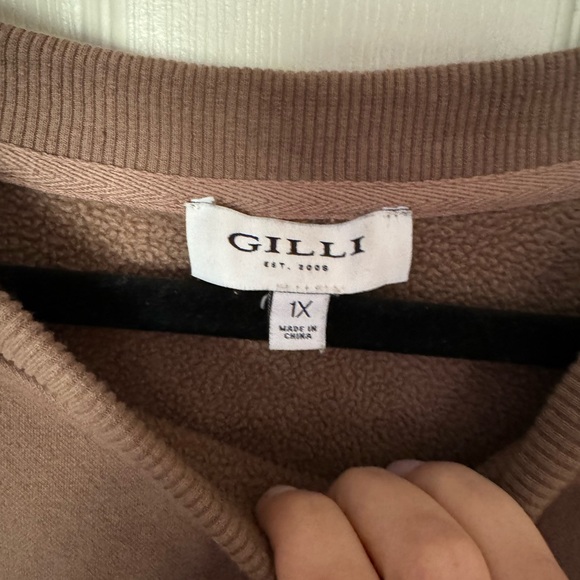 GILLI
EST. 2008
1X
MADE IN
CHINA